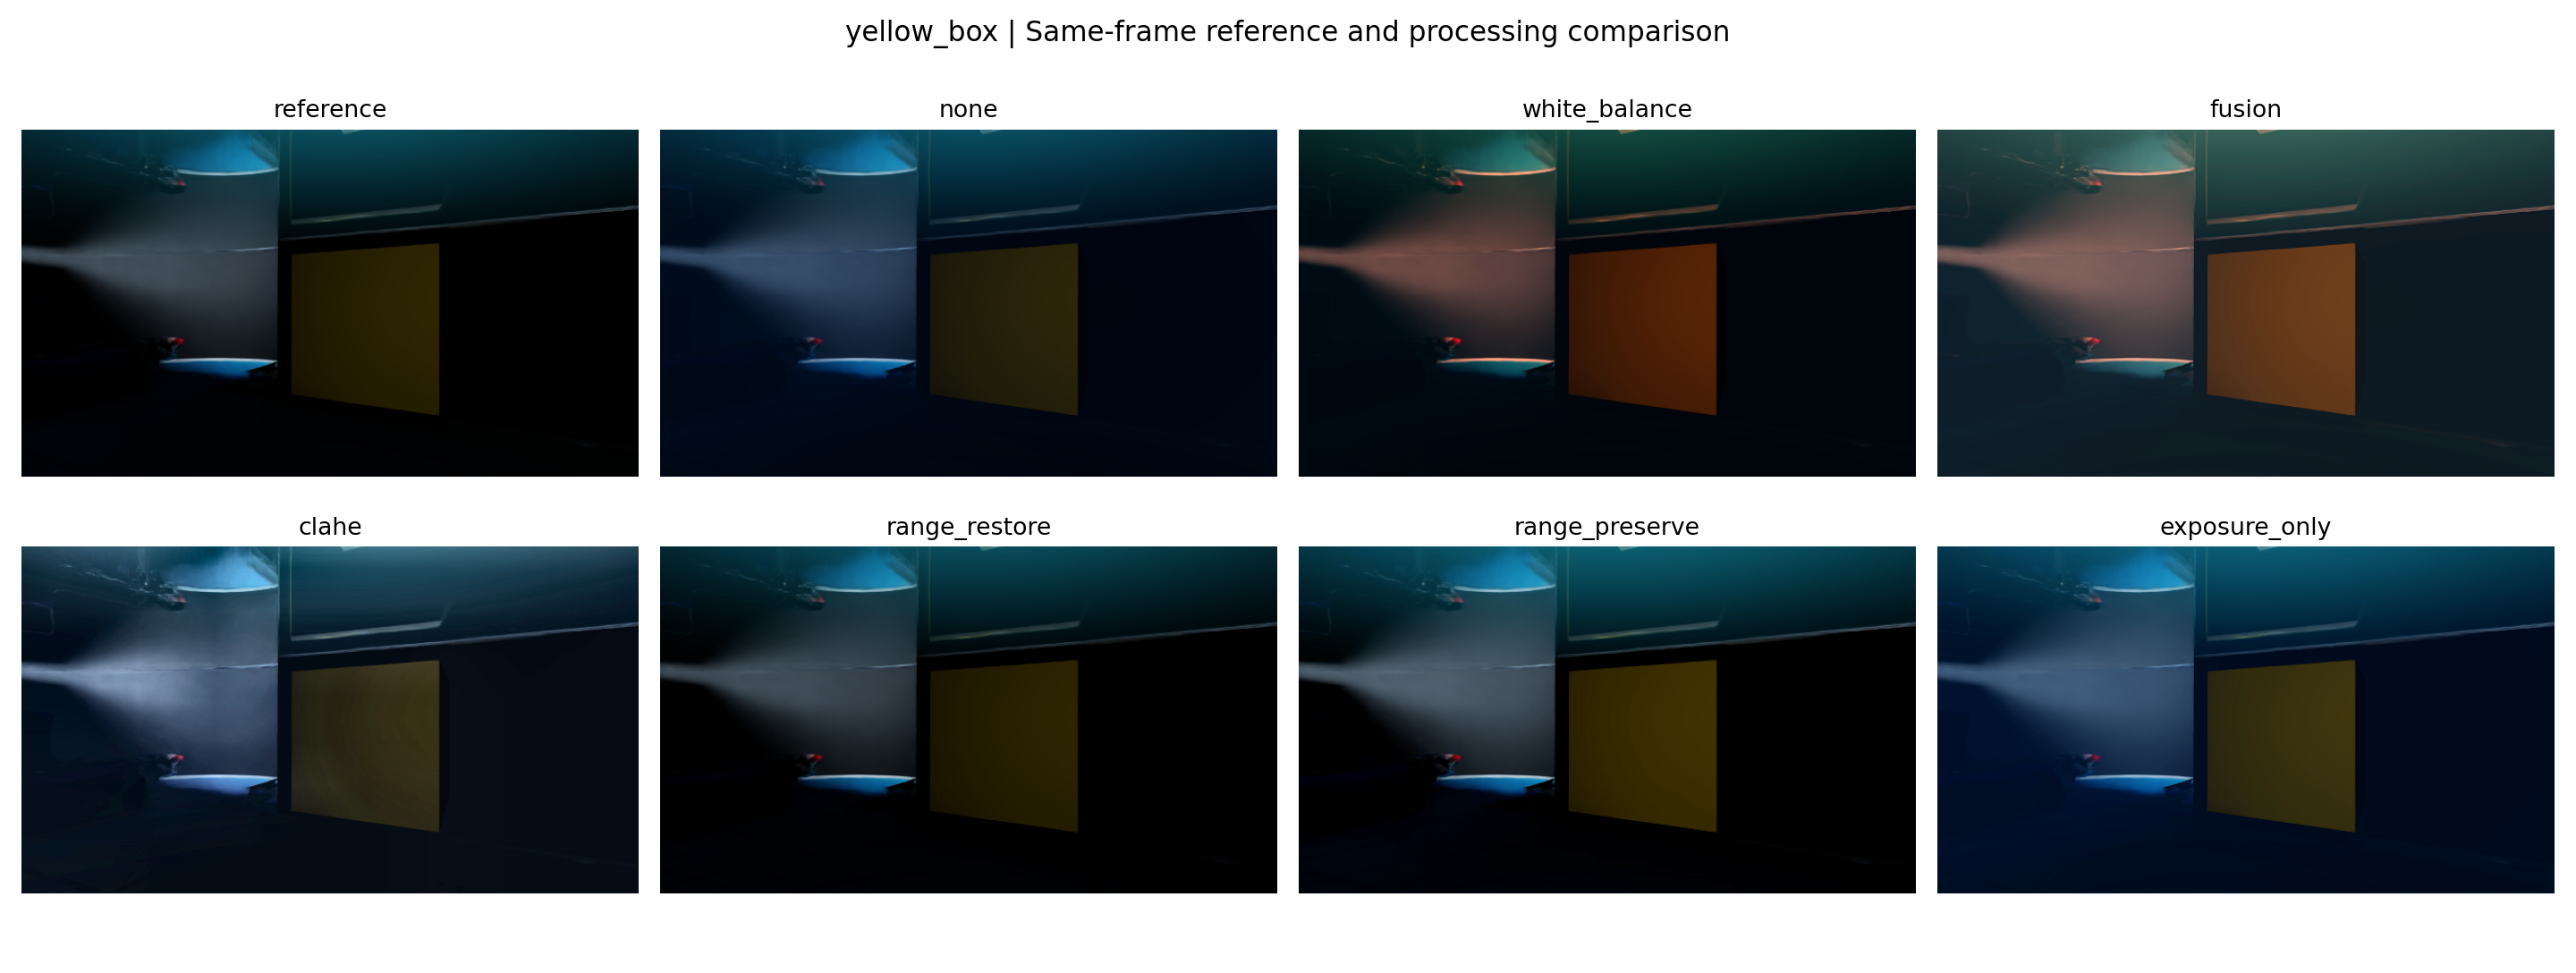 yellow_box | Same-frame reference and processing comparison
reference
none
white_balance
fusion
clahe
range_restore
range_preserve
exposure_only